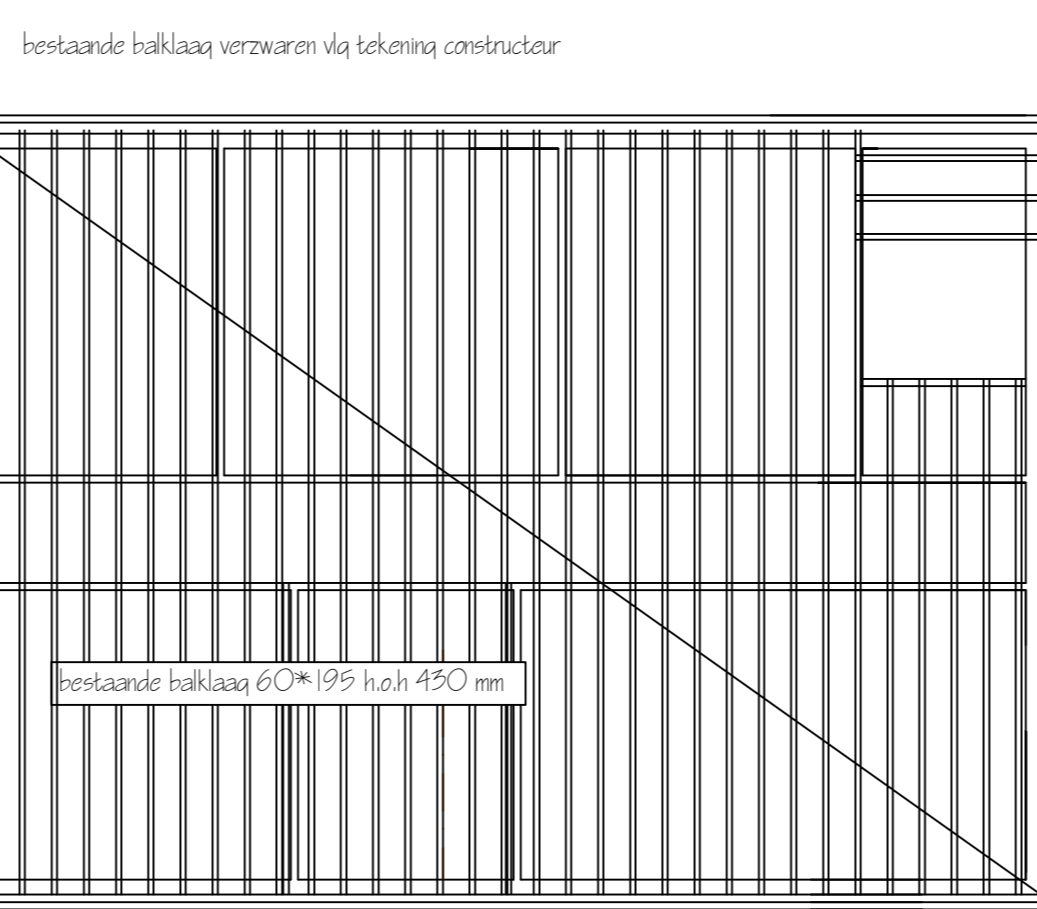 bestaande balklaag verzwaren vlg tekening constructeur
bestaande balklaag 60*195 h.o.h 430 mm